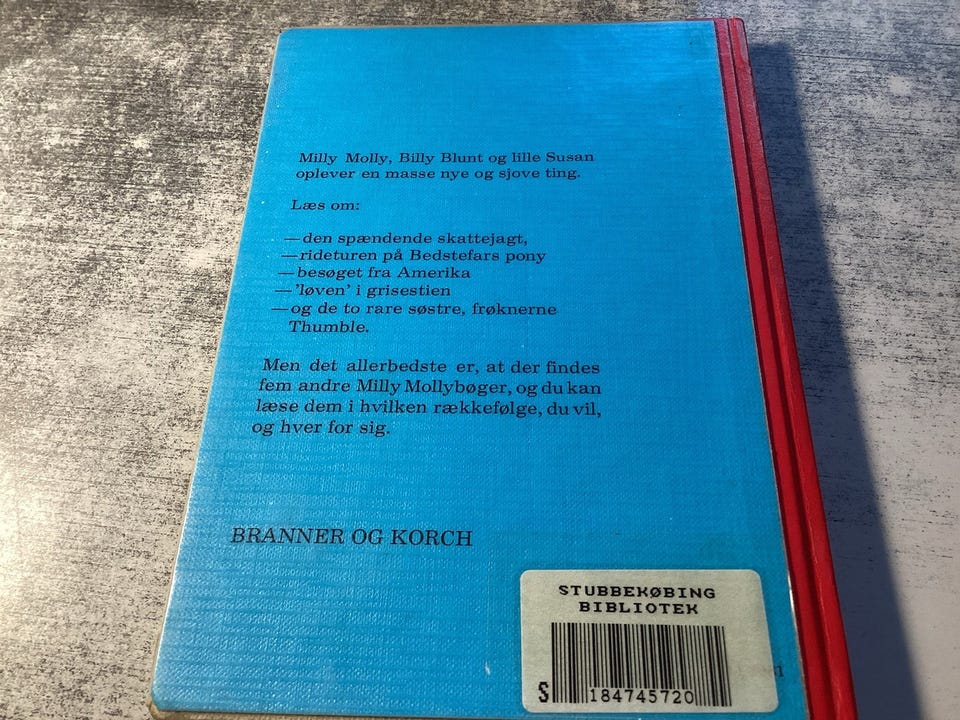 Milly Molly, Billy Blunt og lille Susan
oplever en masse nye og sjove ting.
Læs om:
—den spændende skattejagt,
—rideturen på Bedstefars pony
—besøget fra Amerika
—'løven' i grisestien
—og de to rare søstre, frøknerne
Thumble.
Men det allerbedste er, at der findes
fem andre Milly Mollybøger, og du kan
læse dem i hvilken rækkefølge, du vil,
og hver for sig.
BRANNER OG KORCH
STUBBEKØBING
BIBLIOTEK
S 184745720